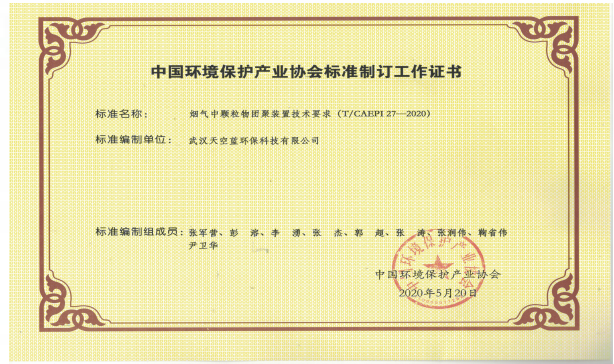 中国环境保护产业协会标准制订工作证书
标准名称： 烟气中颗粒物团聚装置技术要求（T/CAEPI 27—2020）
标准编制单位： 武汉天空蓝环保科技有限公司
标准编制组成员：张军营、彭 溶、李 湧、张 杰、郭 超、张 涛、张润伟、鞠省伟
尹卫华
中国环境保护产业协会
2020年5月20日